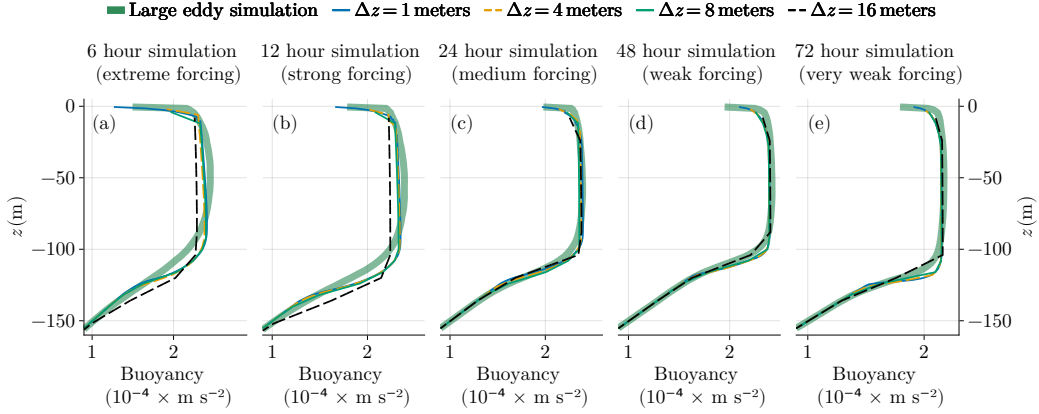 Large eddy simulation Δz = 1 meters Δz = 4 meters Δz = 8 meters Δz = 16 meters
6 hour simulation
(extreme forcing)
12 hour simulation
(strong forcing)
24 hour simulation
(medium forcing)
48 hour simulation
(weak forcing)
72 hour simulation
(very weak forcing)
0
−50
−100
−150
z (m)
(a)
(b)
(c)
(d)
(e)
0
−50
−100
−150
z (m)
1 2
1 2
1 2
1 2
1 2
Buoyancy
(10⁻⁴ × m s⁻²)
Buoyancy
(10⁻⁴ × m s⁻²)
Buoyancy
(10⁻⁴ × m s⁻²)
Buoyancy
(10⁻⁴ × m s⁻²)
Buoyancy
(10⁻⁴ × m s⁻²)